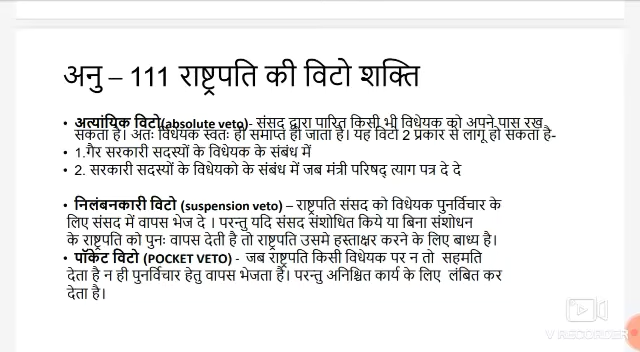 अनु – 111 राष्ट्रपति की विटो शक्ति
• अत्यांयिक विटो(absolute veto)- संसद द्वारा पारित किसी भी विधेयक को अपने पास रख
सकता है। अतः विधेयक स्वतः ही समाप्त हो जाता है। यह विटो 2 प्रकार से लागू हो सकता है-
• 1.गैर सरकारी सदस्यों के विधेयक के संबंध में
• 2. सरकारी सदस्यों के विधेयको के संबंध में जब मंत्री परिषद् त्याग पत्र दे दे
• निलंबनकारी विटो (suspension veto) – राष्ट्रपति संसद को विधेयक पुनर्विचार के
लिए संसद में वापस भेज दे । परन्तु यदि संसद संशोधित किये या बिना संशोधन
के राष्ट्रपति को पुनः वापस देती है तो राष्ट्रपति उसमे हस्ताक्षर करने के लिए बाध्य है।
• पॉकेट विटो (POCKET VETO) - जब राष्ट्रपति किसी विधेयक पर न तो सहमति
देता है न ही पुनर्विचार हेतु वापस भेजता है। परन्तु अनिश्चित कार्य के लिए लंबित कर
देता है।
V RECORDER